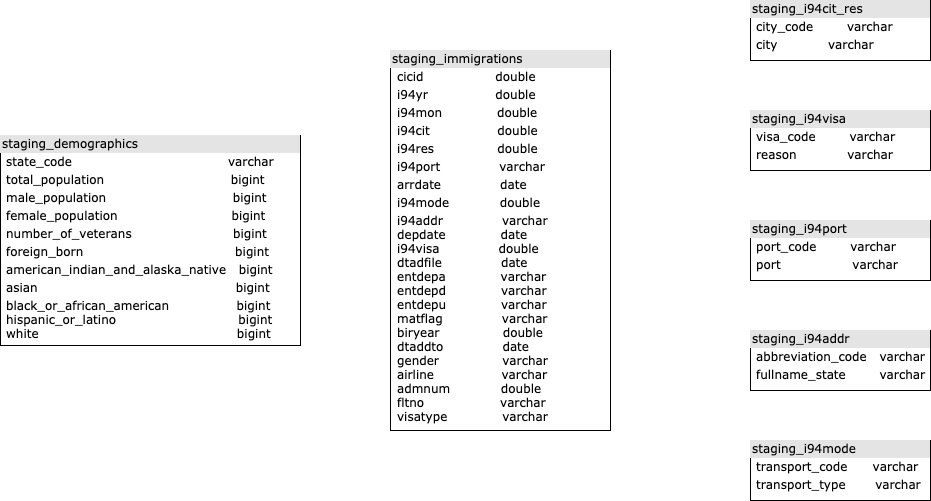 staging_demographics
state_code varchar
total_population bigint
male_population bigint
female_population bigint
number_of_veterans bigint
foreign_born bigint
american_indian_and_alaska_native bigint
asian bigint
black_or_african_american bigint
hispanic_or_latino bigint
white bigint
staging_immigrations
cicid double
i94yr double
i94mon double
i94cit double
i94res double
i94port varchar
arrdate date
i94mode double
i94addr varchar
depdate date
i94visa double
dtadfile date
entdepa varchar
entdepd varchar
entdepu varchar
matflag varchar
biryear double
dtaddto date
gender varchar
airline varchar
admnum double
fltno varchar
visatype varchar
staging_i94cit_res
city_code varchar
city varchar
staging_i94visa
visa_code varchar
reason varchar
staging_i94port
port_code varchar
port varchar
staging_i94addr
abbreviation_code varchar
fullname_state varchar
staging_i94mode
transport_code varchar
transport_type varchar